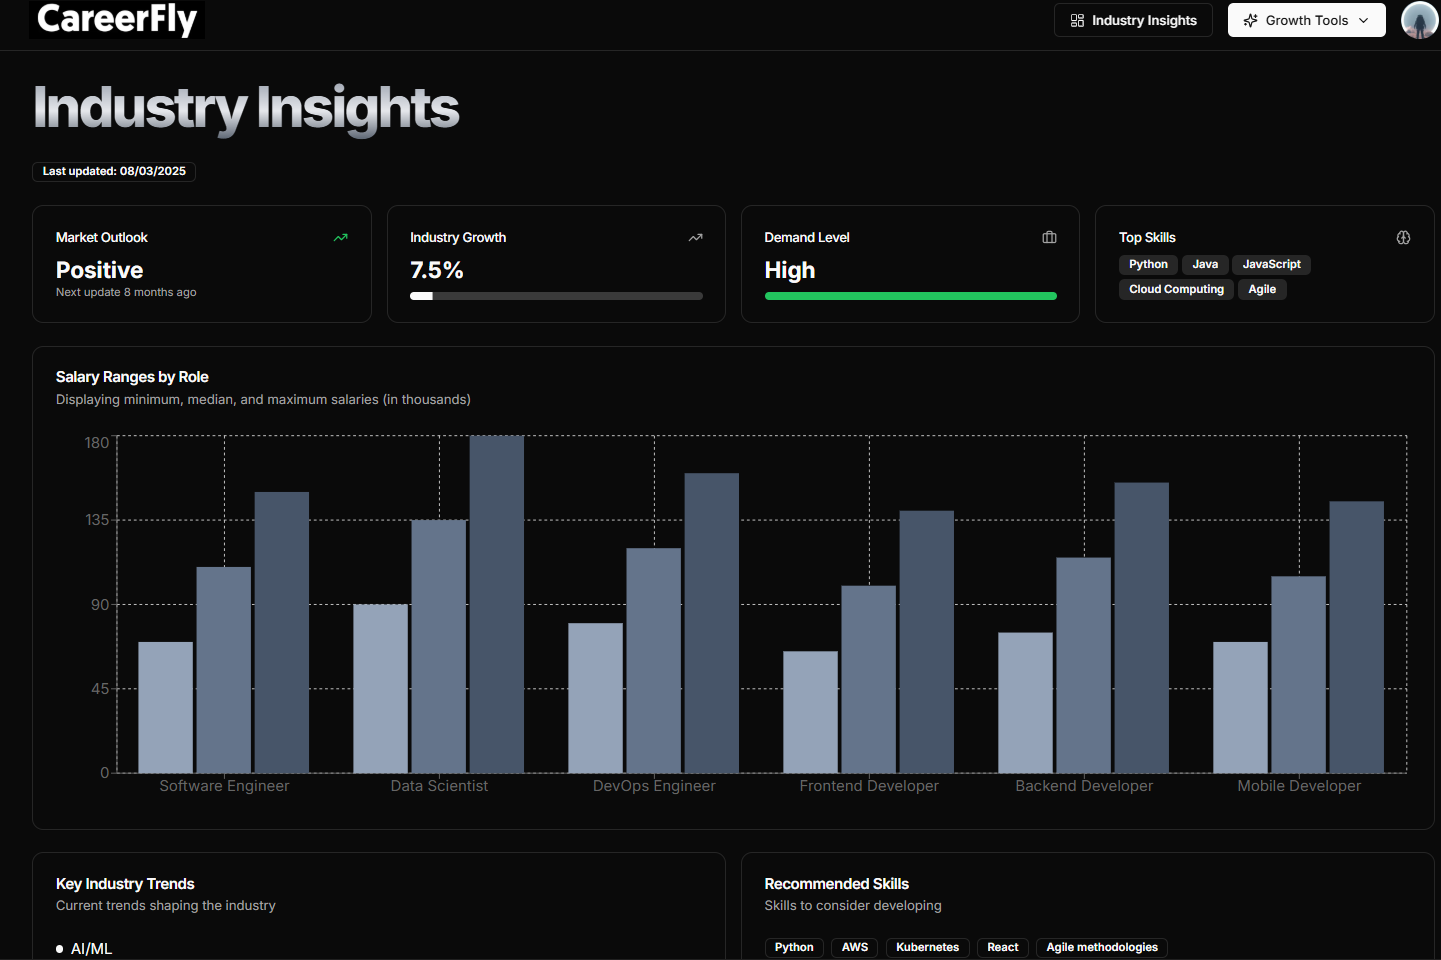 CareerFly
Industry Insights
Growth Tools
Industry Insights
Last updated: 08/03/2025
Market Outlook
Positive
Next update 8 months ago
Industry Growth
7.5%
Demand Level
High
Top Skills
Python Java JavaScript
Cloud Computing Agile
Salary Ranges by Role
Displaying minimum, median, and maximum salaries (in thousands)
180
135
90
45
0
Software Engineer Data Scientist DevOps Engineer Frontend Developer Backend Developer Mobile Developer
Key Industry Trends
Current trends shaping the industry
AI/ML
Recommended Skills
Skills to consider developing
Python AWS Kubernetes React Agile methodologies